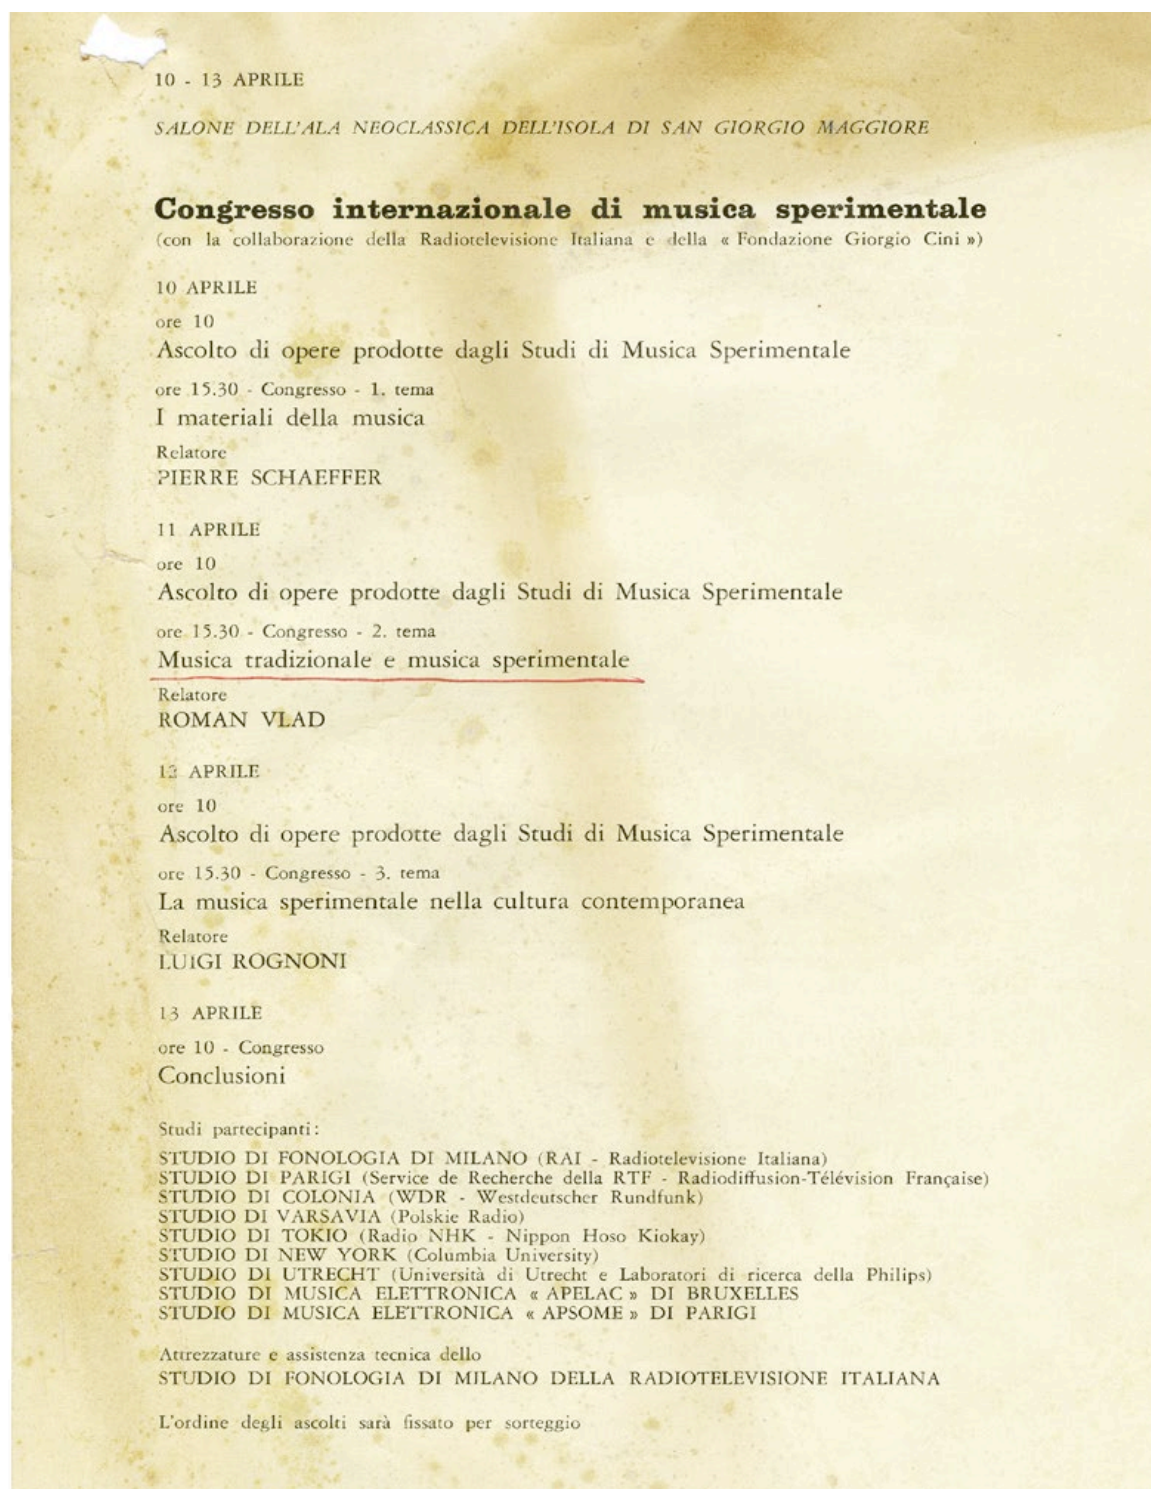 10 - 13 APRILE
SALONE DELL'ALA NEOCLASSICA DELL'ISOLA DI SAN GIORGIO MAGGIORE
Congresso internazionale di musica sperimentale
(con la collaborazione della Radiotelevisione Italiana e della « Fondazione Giorgio Cini »)
10 APRILE
ore 10
Ascolto di opere prodotte dagli Studi di Musica Sperimentale
ore 15.30 - Congresso - 1. tema
I materiali della musica
Relatore
PIERRE SCHAEFFER
11 APRILE
ore 10
Ascolto di opere prodotte dagli Studi di Musica Sperimentale
ore 15.30 - Congresso - 2. tema
Musica tradizionale e musica sperimentale
Relatore
ROMAN VLAD
12 APRILE
ore 10
Ascolto di opere prodotte dagli Studi di Musica Sperimentale
ore 15.30 - Congresso - 3. tema
La musica sperimentale nella cultura contemporanea
Relatore
LUIGI ROGNONI
13 APRILE
ore 10 - Congresso
Conclusioni
Studi partecipanti:
STUDIO DI FONOLOGIA DI MILANO (RAI - Radiotelevisione Italiana)
STUDIO DI PARIGI (Service de Recherche della RTF - Radiodiffusion-Télévision Française)
STUDIO DI COLONIA (WDR - Westdeutscher Rundfunk)
STUDIO DI VARSAVIA (Polskie Radio)
STUDIO DI TOKIO (Radio NHK - Nippon Hoso Kiokay)
STUDIO DI NEW YORK (Columbia University)
STUDIO DI UTRECHT (Università di Utrecht e Laboratori di ricerca della Philips)
STUDIO DI MUSICA ELETTRONICA « APELAC » DI BRUXELLES
STUDIO DI MUSICA ELETTRONICA « APSOME » DI PARIGI
Attrezzature e assistenza tecnica dello
STUDIO DI FONOLOGIA DI MILANO DELLA RADIOTELEVISIONE ITALIANA
L'ordine degli ascolti sarà fissato per sorteggio